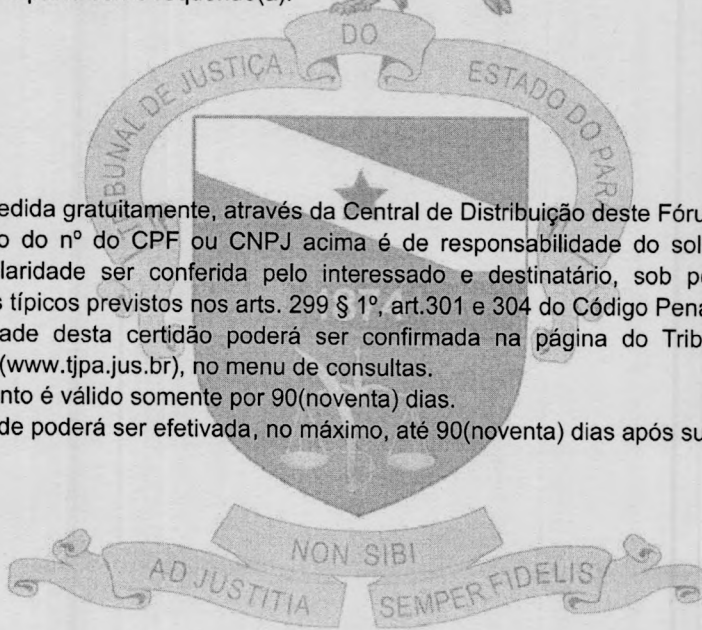 DO
TRIBUNAL DE JUSTIÇA
ESTADO DO PARÁ
edida gratuitamente, através da Central de Distribuição deste Fóru
o do nº do CPF ou CNPJ acima é de responsabilidade do sol
laridade ser conferida pelo interessado e destinatário, sob p
s típicos previstos nos arts. 299 § 1º, art.301 e 304 do Código Pena
ade desta certidão poderá ser confirmada na página do Trib
(www.tjpa.jus.br), no menu de consultas.
nto é válido somente por 90(noventa) dias.
de poderá ser efetivada, no máximo, até 90(noventa) dias após su
NON SIBI
AD JUSTITIA
SEMPER FIDELIS